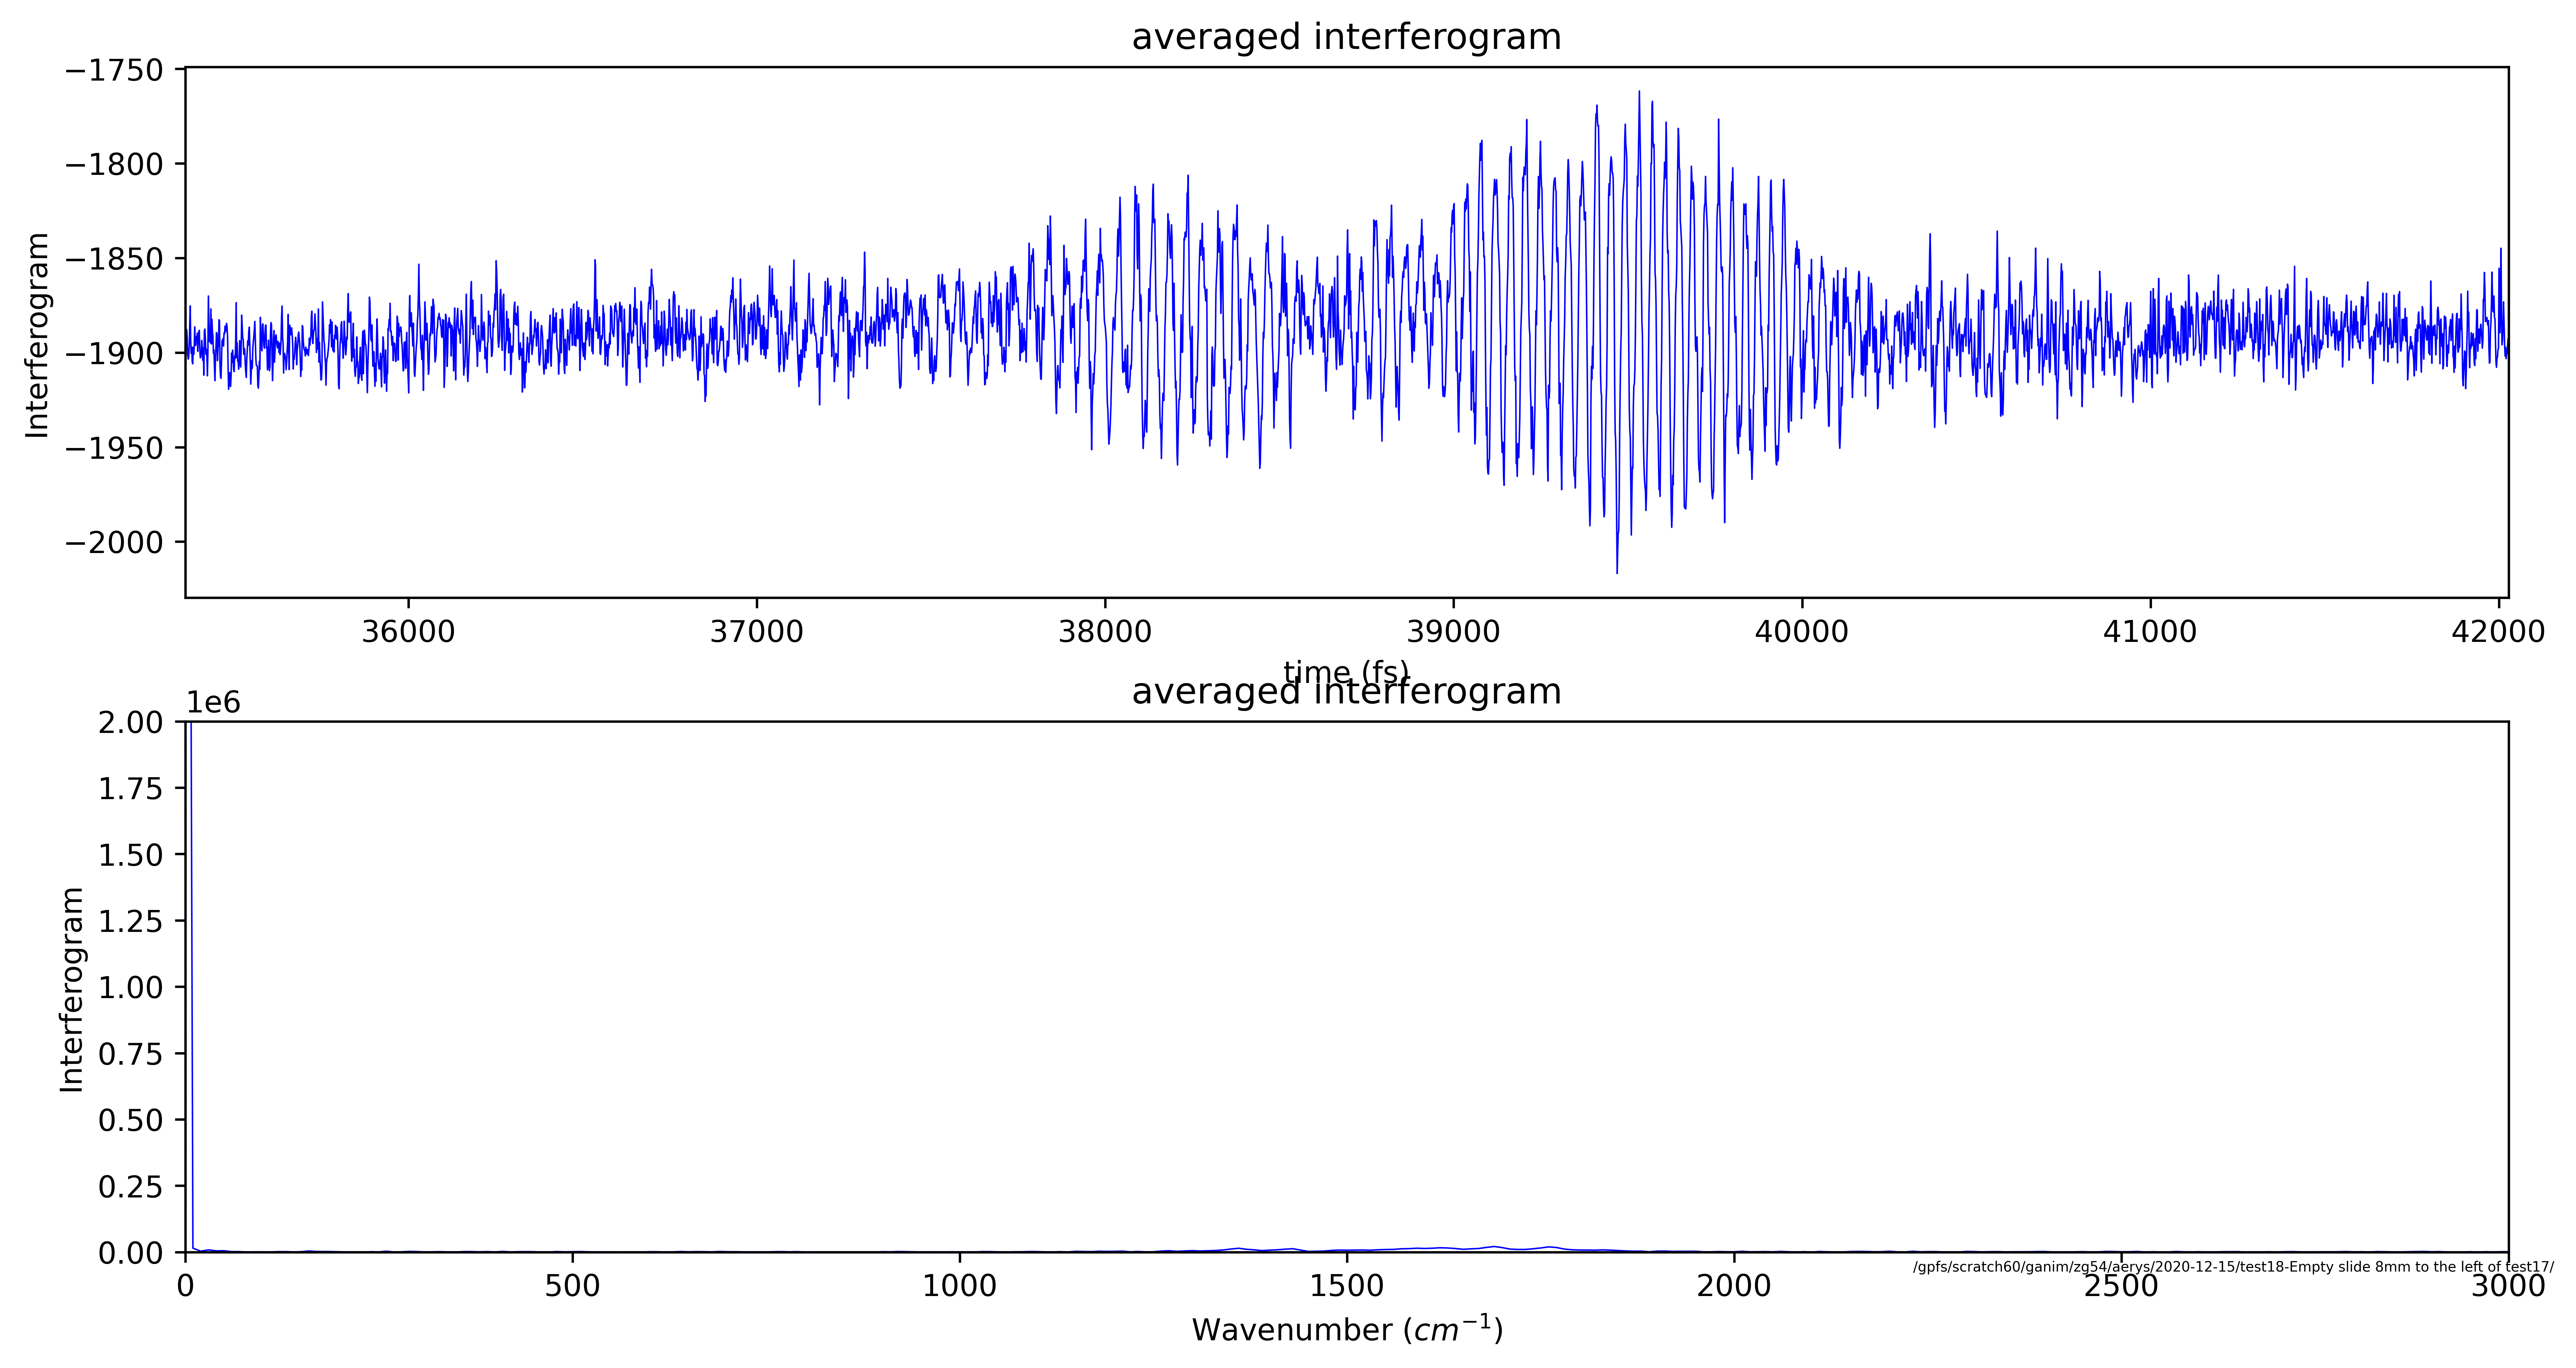 averaged interferogram
−1750
−1800
−1850
−1900
−1950
−2000
Interferogram
36000 37000 38000 39000 40000 41000 42000
time (fs)
averaged interferogram
1e6
2.00
1.75
1.50
1.25
1.00
0.75
0.50
0.25
0.00
Interferogram
/gpfs/scratch60/ganim/zg54/aerys/2020-12-15/test18-Empty slide 8mm to the left of test17/
0 500 1000 1500 2000 2500 3000
Wavenumber (cm⁻¹)